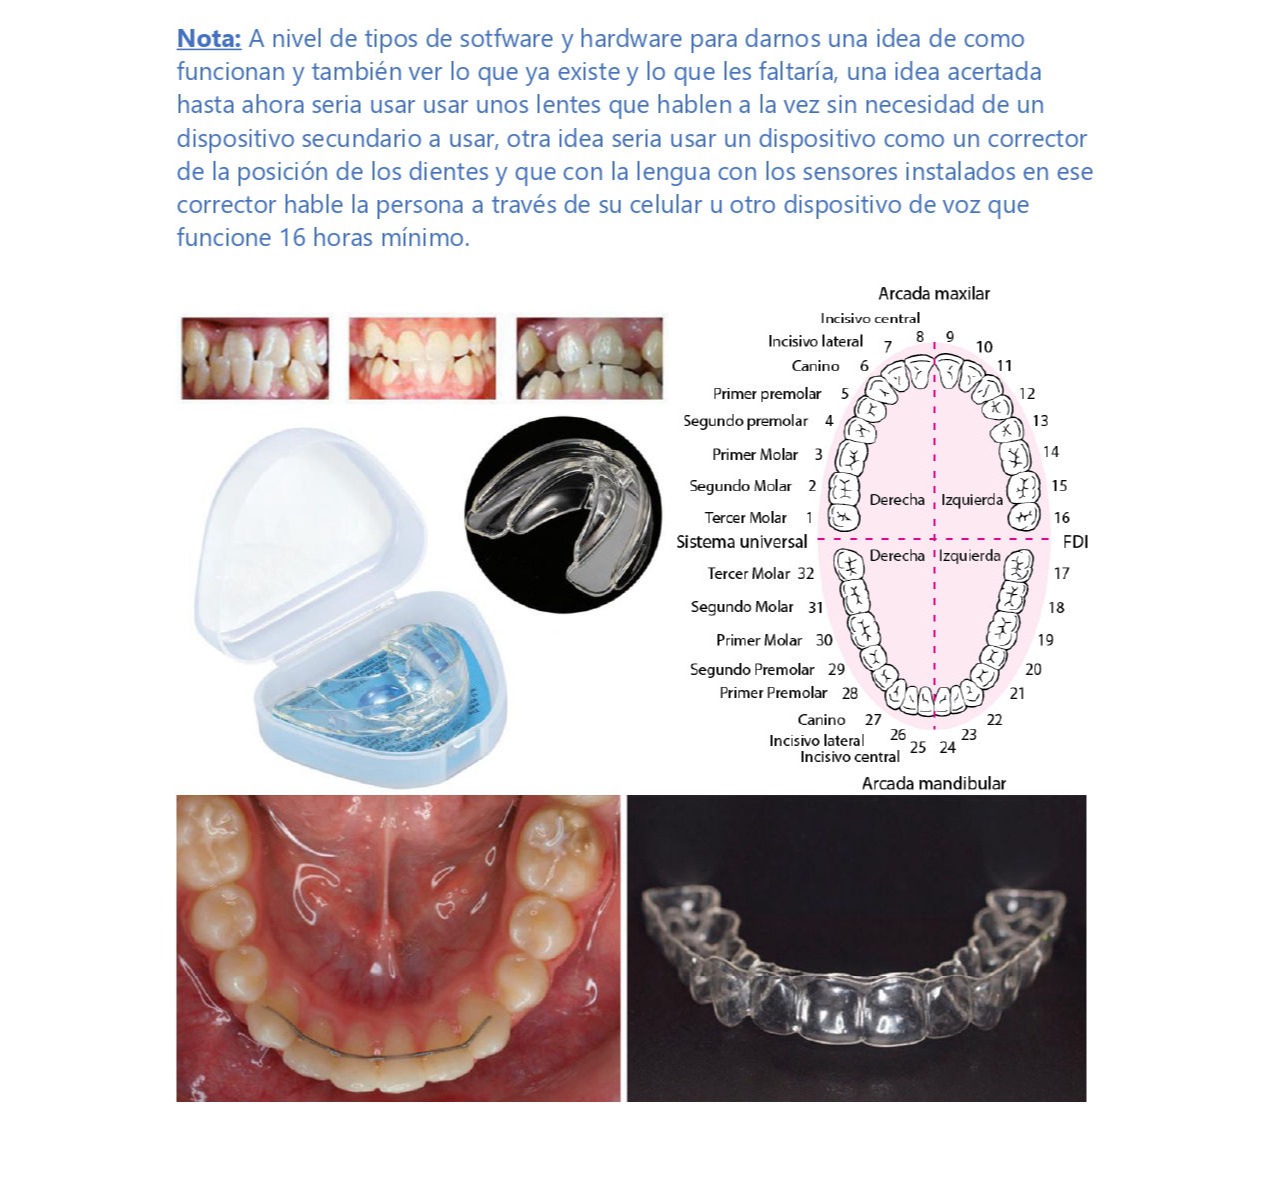 Nota: A nivel de tipos de sotfware y hardware para darnos una idea de como
funcionan y también ver lo que ya existe y lo que les faltaría, una idea acertada
hasta ahora seria usar usar unos lentes que hablen a la vez sin necesidad de un
dispositivo secundario a usar, otra idea seria usar un dispositivo como un corrector
de la posición de los dientes y que con la lengua con los sensores instalados en ese
corrector hable la persona a través de su celular u otro dispositivo de voz que
funcione 16 horas mínimo.
Arcada maxilar
Incisivo central 8 9
Incisivo lateral 7 10
Canino 6 11
Primer premolar 5 12
Segundo premolar 4 13
Primer Molar 3 14
Segundo Molar 2 15
Derecha Izquierda
Tercer Molar 1 16
Sistema universal FDI
Derecha Izquierda
Tercer Molar 32 17
Segundo Molar 31 18
Primer Molar 30 19
Segundo Premolar 29 20
Primer Premolar 28 21
Canino 27 22
Incisivo lateral 26 23
Incisivo central 25 24
Arcada mandibular